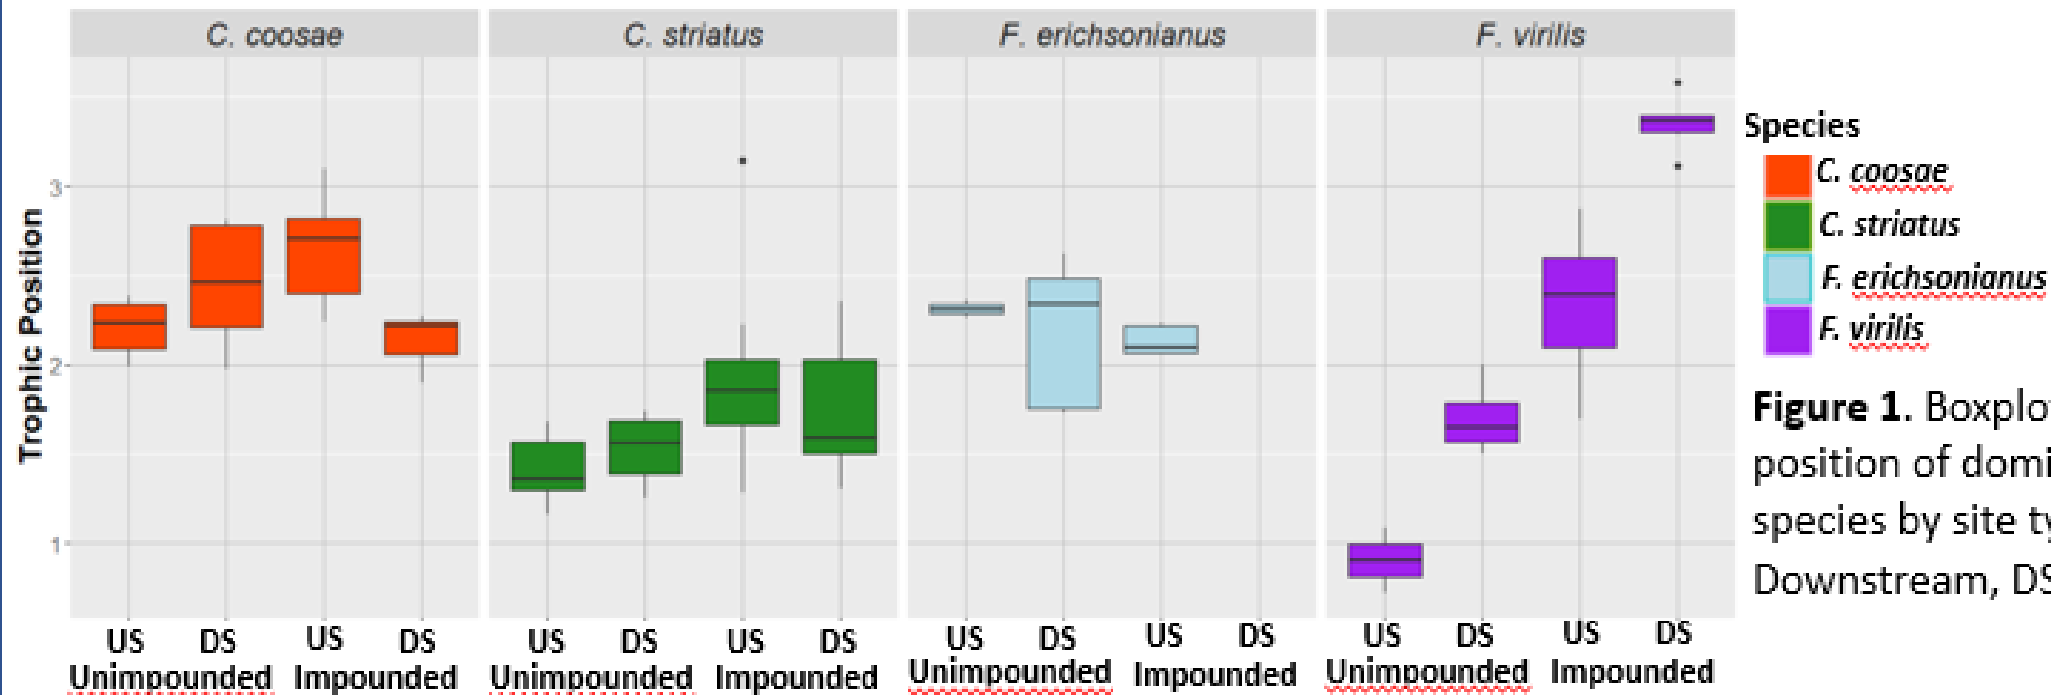 C. coosae
C. striatus
F. erichsonianus
F. virilis
Trophic Position
3
2
1
US DS US DS
Unimpounded Impounded
US DS US DS
Unimpounded Impounded
US DS US DS
Unimpounded Impounded
US DS US DS
Unimpounded Impounded
Species
C. coosae
C. striatus
F. erichsonianus
F. virilis
Figure 1. Boxplo
position of domi
species by site ty
Downstream, DS